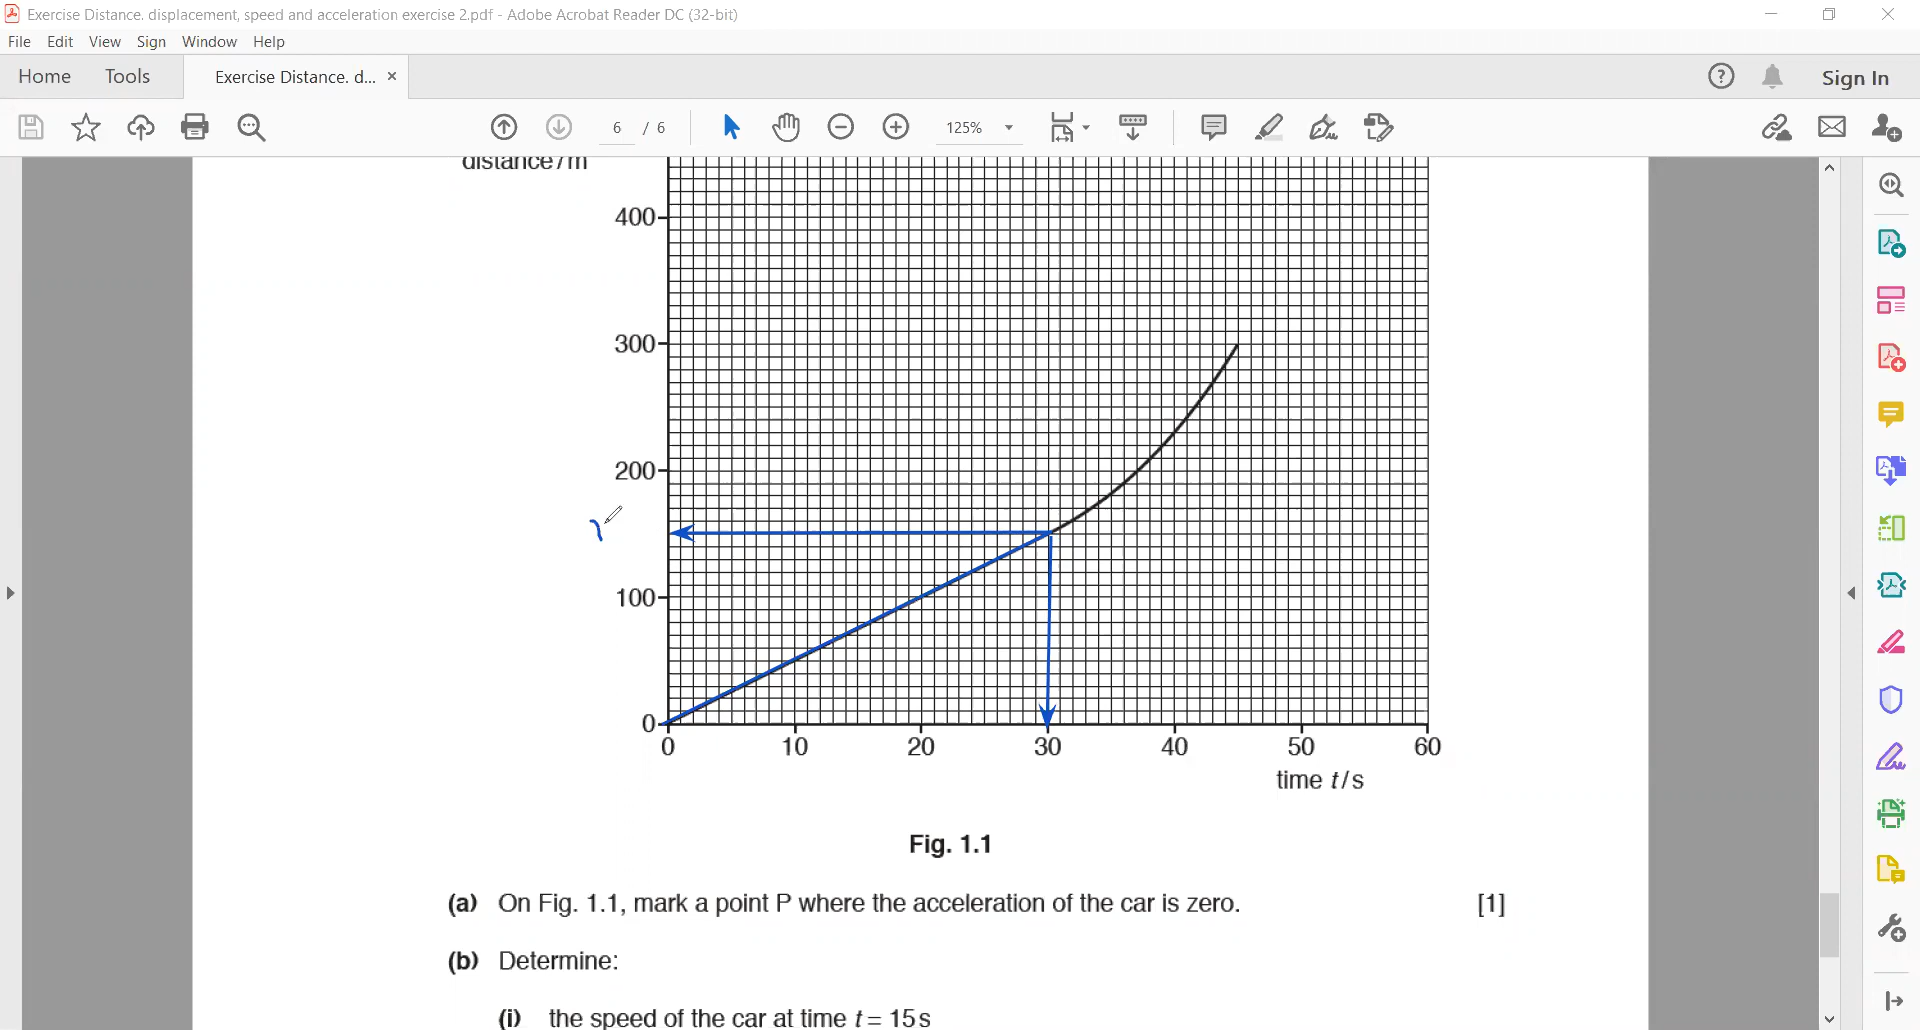 Exercise Distance. displacement, speed and acceleration exercise 2.pdf - Adobe Acrobat Reader DC (32-bit)
File Edit View Sign Window Help
Home Tools Exercise Distance. d... × Sign In
6 / 6 125%
distance/m
400
300
200
100
0
0 10 20 30 40 50 60
time t/s
Fig. 1.1
(a) On Fig. 1.1, mark a point P where the acceleration of the car is zero. [1]
(b) Determine:
(i) the speed of the car at time t = 15 s